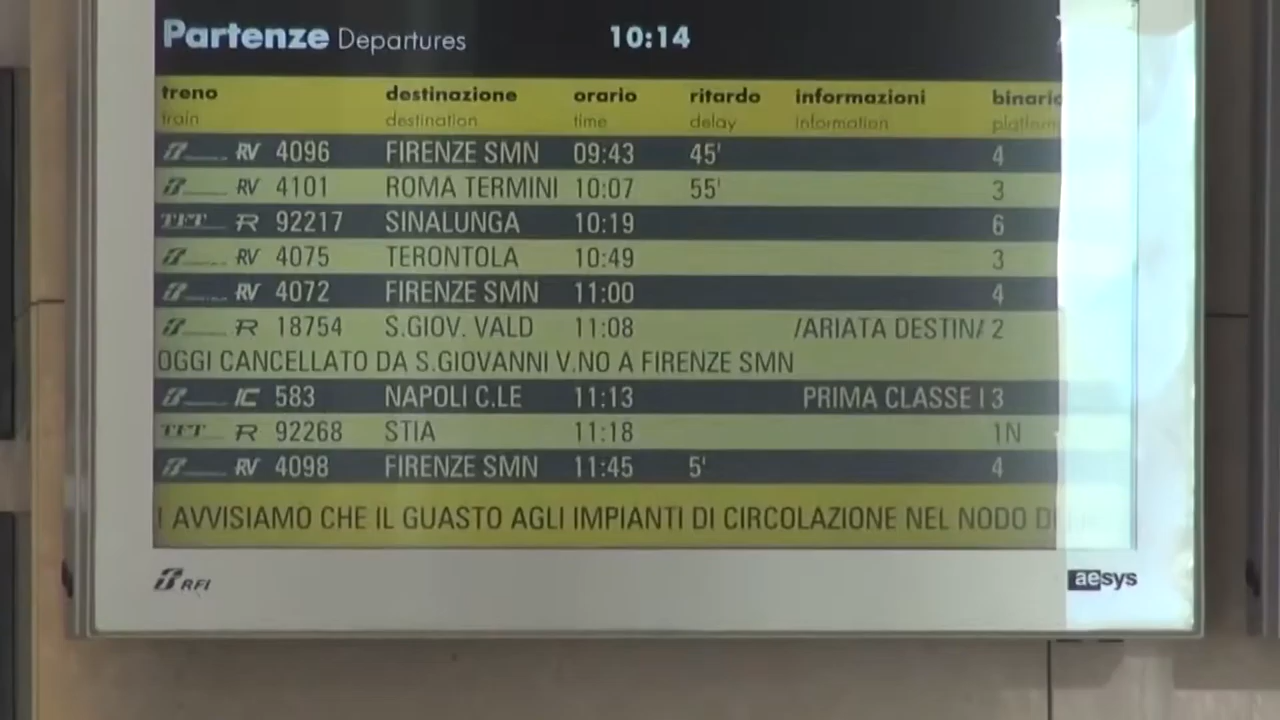 Partenze Departures 10:14
treno destinazione orario ritardo informazioni binario
train destination time delay information platform
RV 4096 FIRENZE SMN 09:43 45' 4
RV 4101 ROMA TERMINI 10:07 55' 3
TFT R 92217 SINALUNGA 10:19 6
RV 4075 TERONTOLA 10:49 3
RV 4072 FIRENZE SMN 11:00 4
R 18754 S.GIOV. VALD 11:08 /ARIATA DESTIN/ 2
OGGI CANCELLATO DA S.GIOVANNI V.NO A FIRENZE SMN
IC 583 NAPOLI C.LE 11:13 PRIMA CLASSE I 3
TFT R 92268 STIA 11:18 1N
RV 4098 FIRENZE SMN 11:45 5' 4
I AVVISIAMO CHE IL GUASTO AGLI IMPIANTI DI CIRCOLAZIONE NEL NODO DI
RFI aesys